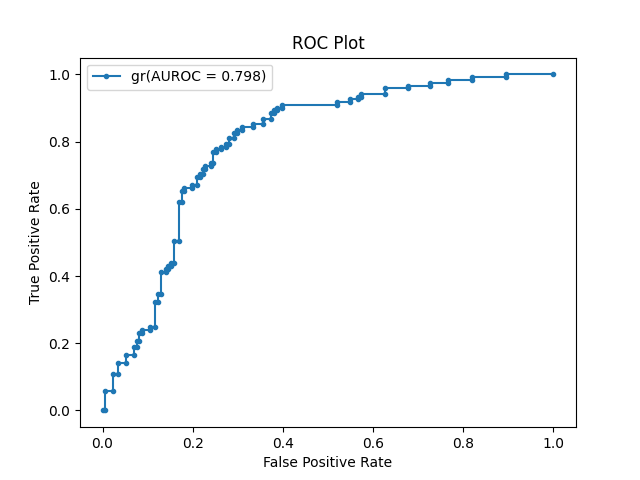 ROC Plot
gr(AUROC = 0.798)
1.0
0.8
0.6
0.4
0.2
0.0
True Positive Rate
0.0 0.2 0.4 0.6 0.8 1.0
False Positive Rate